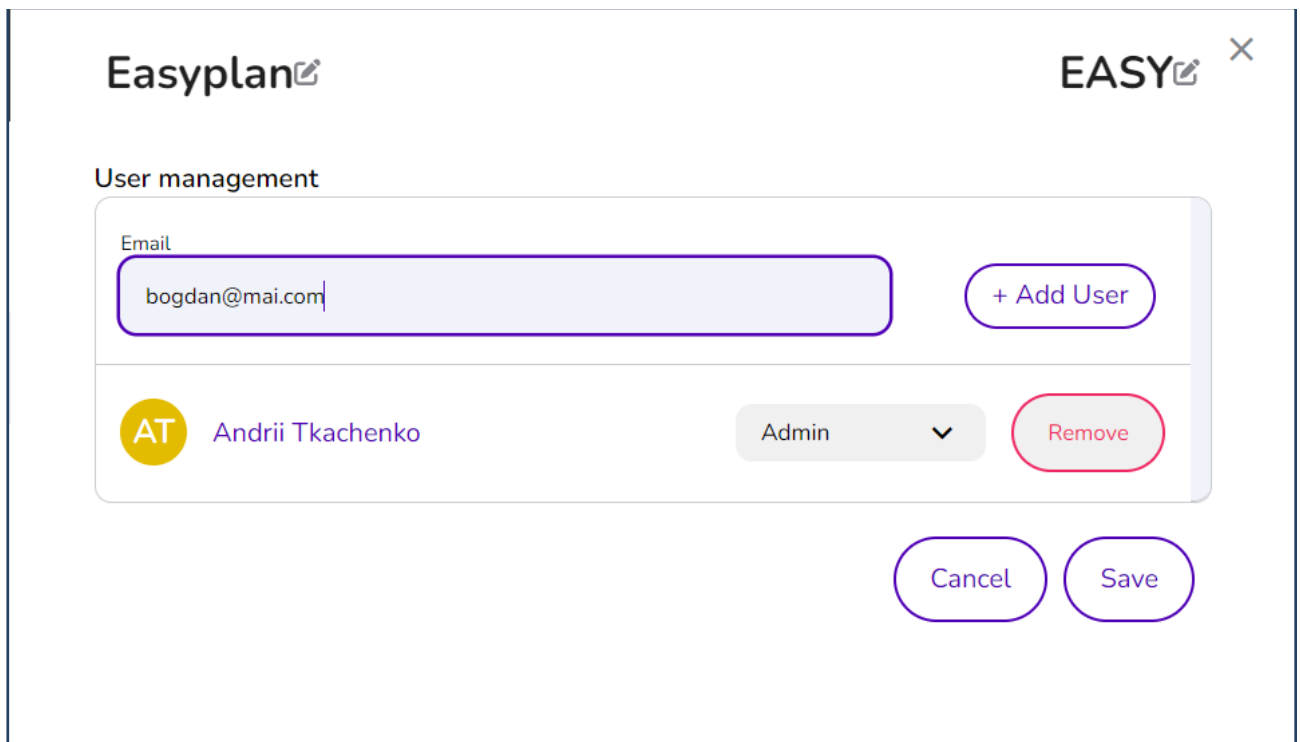 Easyplan EASY
User management
Email
bogdan@mai.com
+ Add User
AT Andrii Tkachenko Admin Remove
Cancel Save